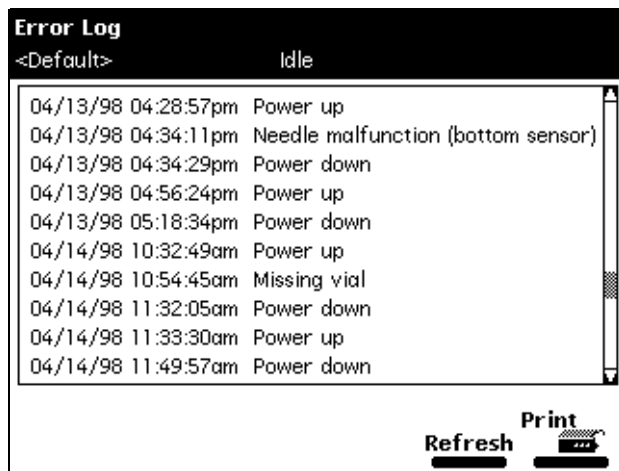 Error Log
<Default> Idle
04/13/98 04:28:57pm Power up
04/13/98 04:34:11pm Needle malfunction (bottom sensor)
04/13/98 04:34:29pm Power down
04/13/98 04:56:24pm Power up
04/13/98 05:18:34pm Power down
04/14/98 10:32:49am Power up
04/14/98 10:54:45am Missing vial
04/14/98 11:32:05am Power down
04/14/98 11:33:30am Power up
04/14/98 11:49:57am Power down
Print
Refresh